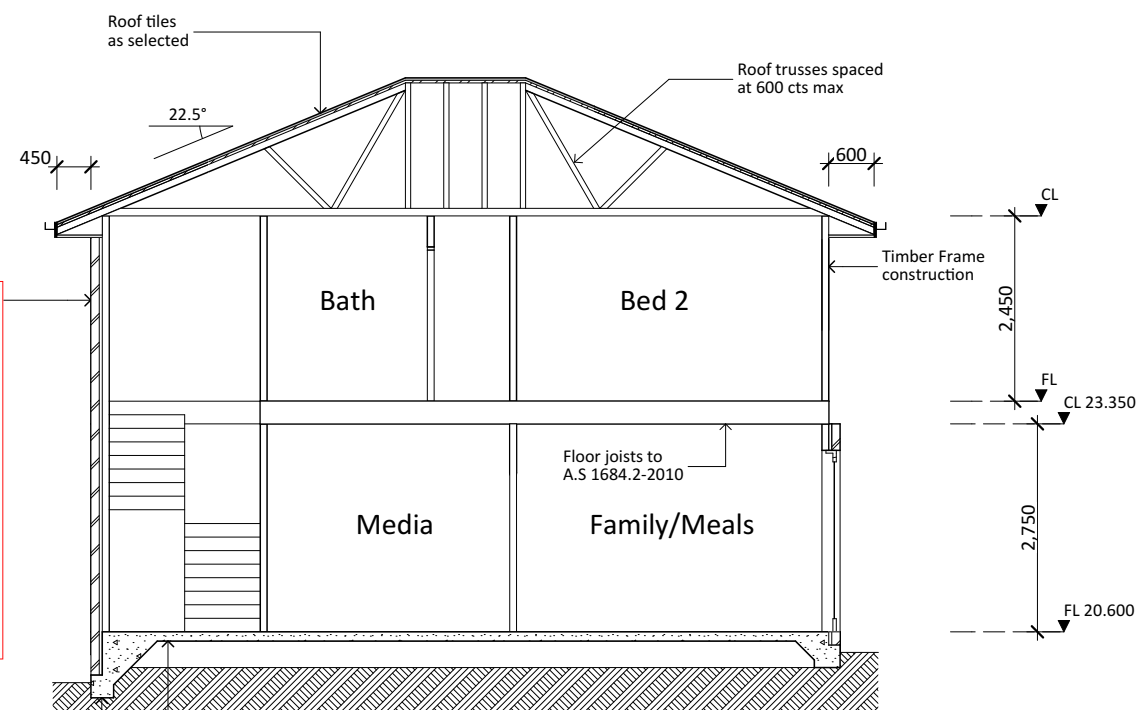 Roof tiles
as selected
Roof trusses spaced
at 600 cts max
22.5°
450
600
CL
Timber Frame
construction
Bath
Bed 2
2,450
FL
CL 23.350
Floor joists to
A.S 1684.2-2010
Media
Family/Meals
2,750
FL 20.600